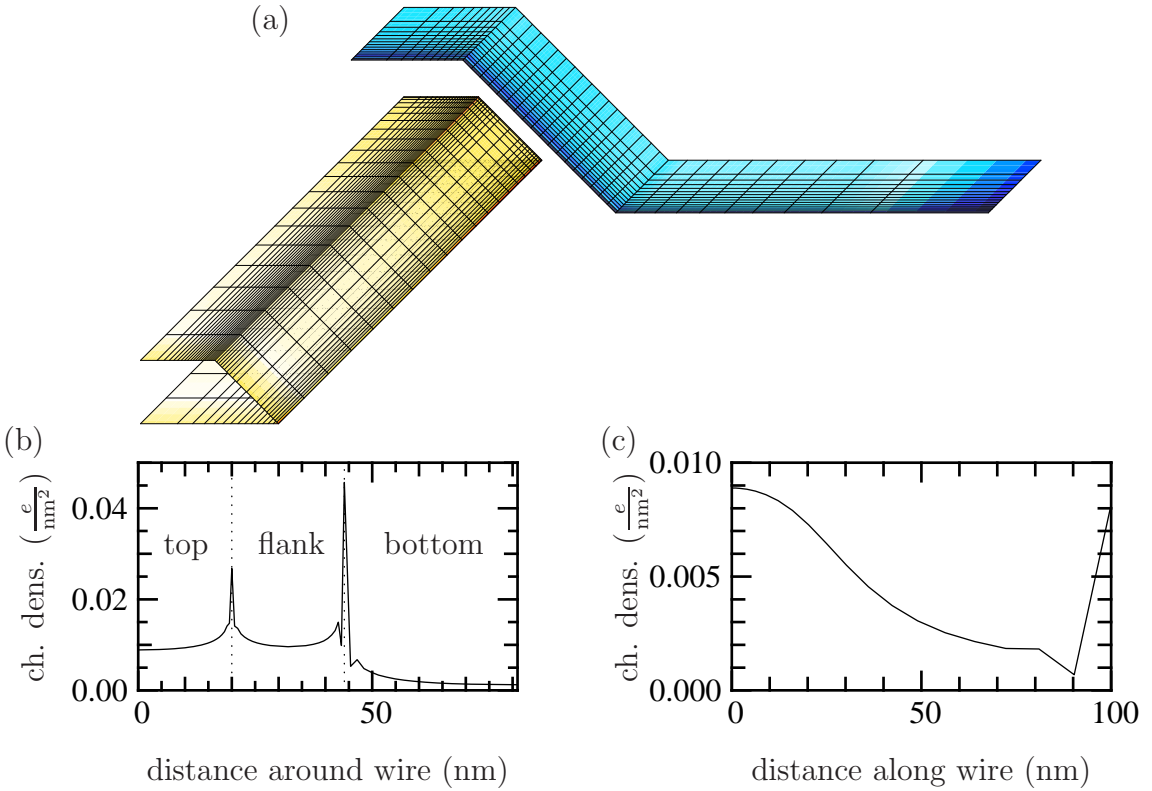 (a)
(b)
ch. dens. (e/nm²)
0.04
0.02
0.00
top flank bottom
0 50
distance around wire (nm)
(c)
ch. dens. (e/nm²)
0.010
0.005
0.000
0 50 100
distance along wire (nm)